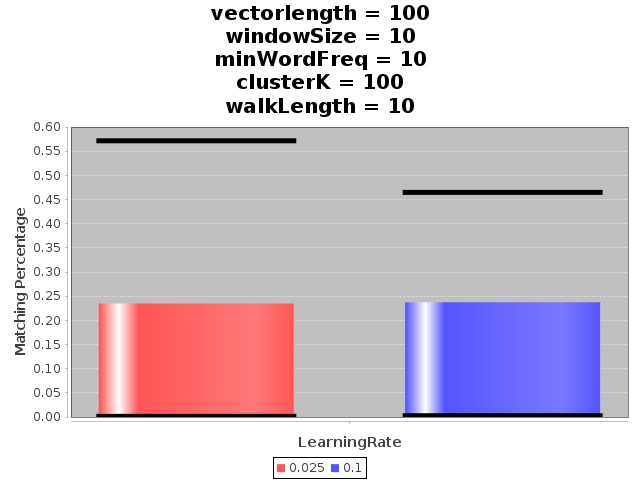 vectorlength = 100
windowSize = 10
minWordFreq = 10
clusterK = 100
walkLength = 10
0.60
0.55
0.50
0.45
0.40
0.35
0.30
0.25
0.20
0.15
0.10
0.05
0.00
Matching Percentage
LearningRate
0.025 0.1